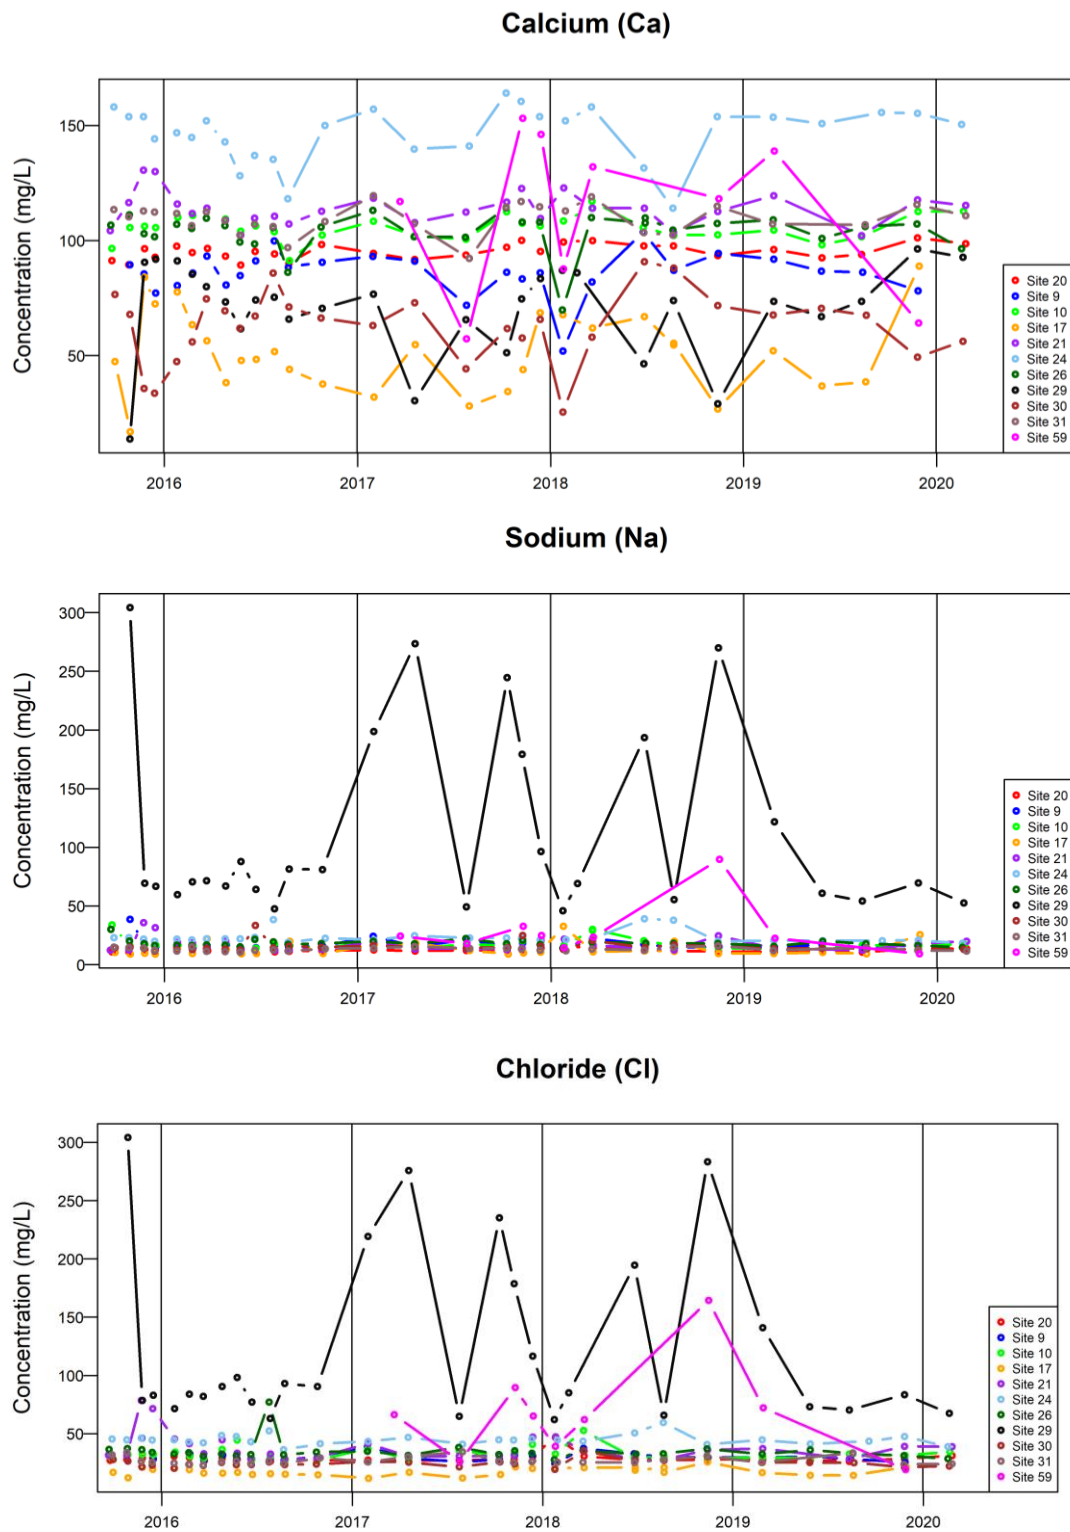 Calcium (Ca)
Concentration (mg/L)
150
100
50
Site 20
Site 9
Site 10
Site 17
Site 21
Site 24
Site 26
Site 29
Site 30
Site 31
Site 59
2016 2017 2018 2019 2020
Sodium (Na)
Concentration (mg/L)
300
250
200
150
100
50
0
Site 20
Site 9
Site 10
Site 17
Site 21
Site 24
Site 26
Site 29
Site 30
Site 31
Site 59
2016 2017 2018 2019 2020
Chloride (Cl)
Concentration (mg/L)
300
250
200
150
100
50
Site 20
Site 9
Site 10
Site 17
Site 21
Site 24
Site 26
Site 29
Site 30
Site 31
Site 59
2016 2017 2018 2019 2020